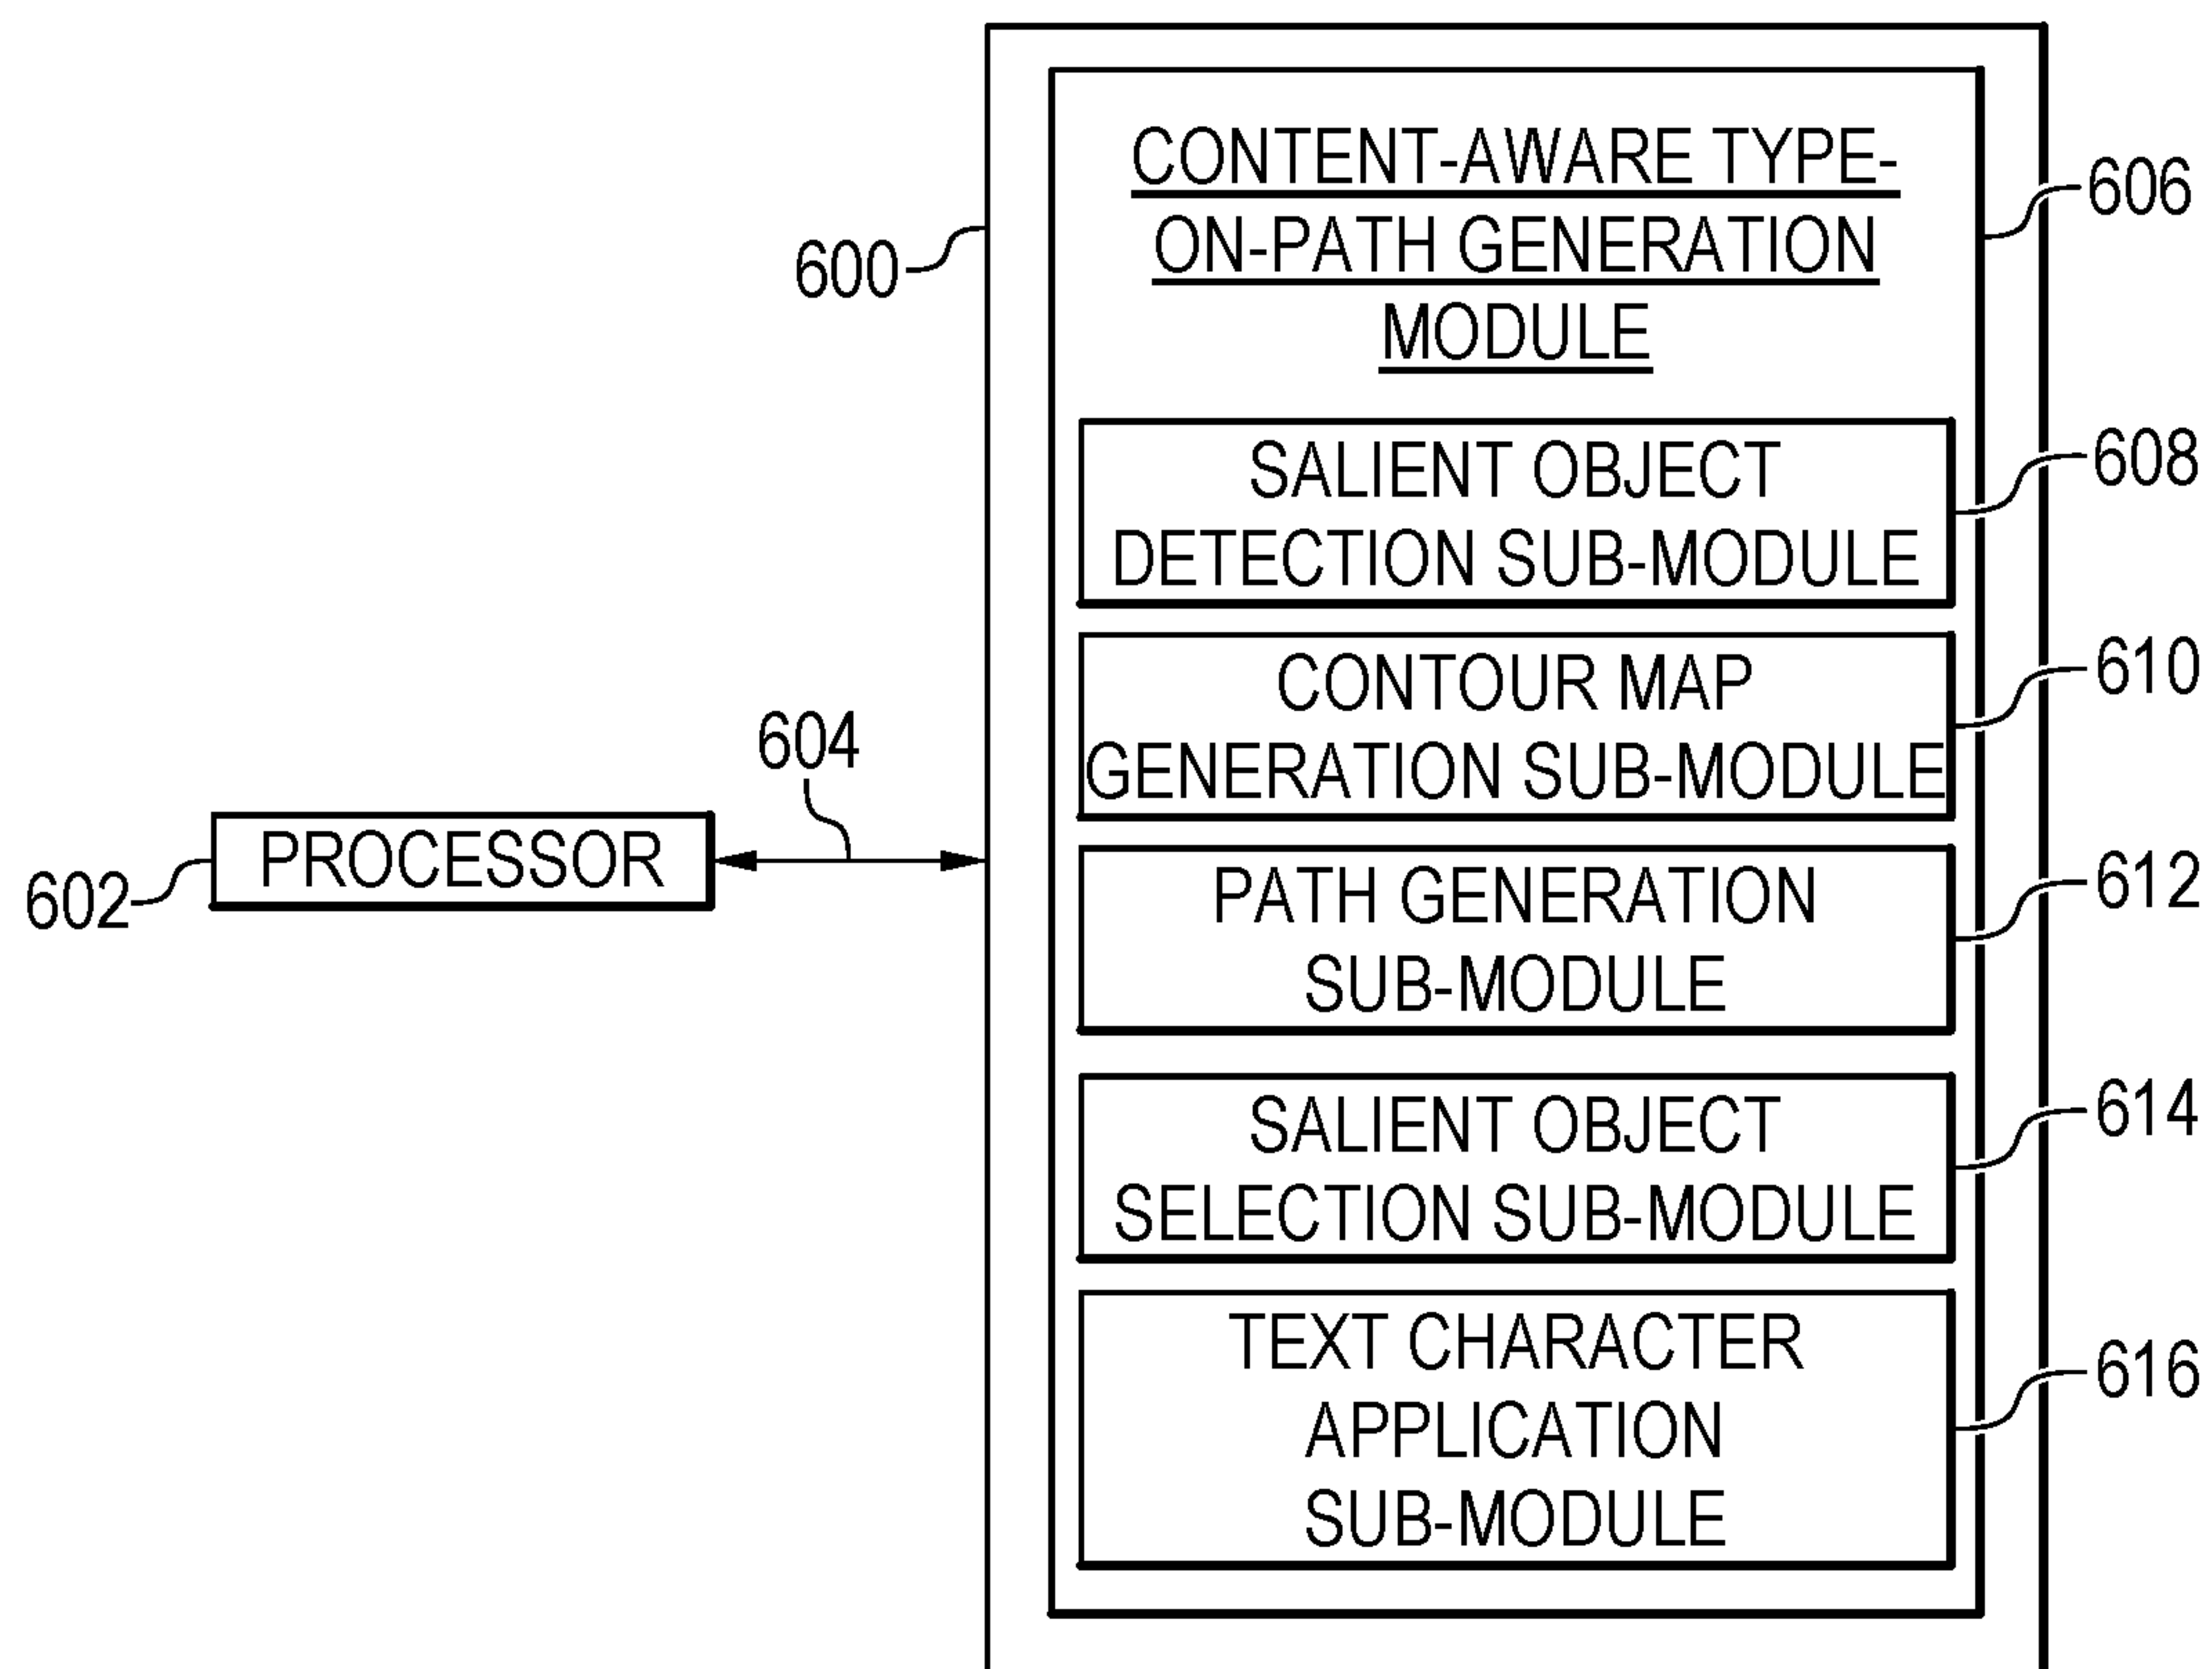 CONTENT-AWARE TYPE-
ON-PATH GENERATION
MODULE
606
600
SALIENT OBJECT
DETECTION SUB-MODULE
608
CONTOUR MAP
GENERATION SUB-MODULE
610
604
PROCESSOR
602
PATH GENERATION
SUB-MODULE
612
SALIENT OBJECT
SELECTION SUB-MODULE
614
TEXT CHARACTER
APPLICATION
SUB-MODULE
616